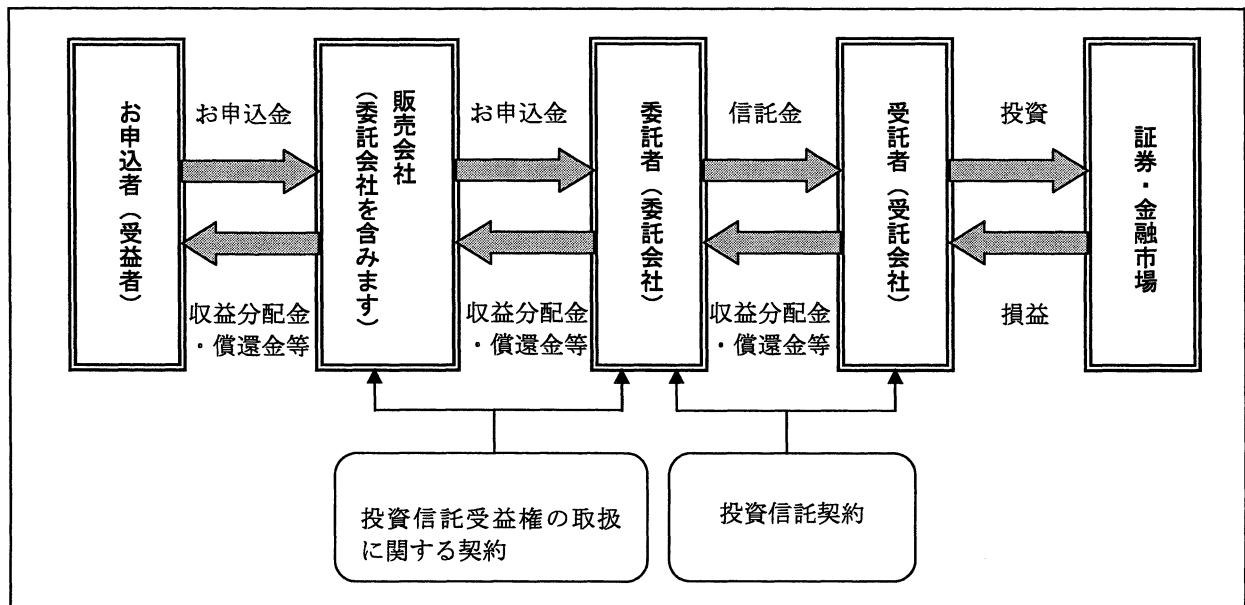 お申込者（受益者）
お申込金
収益分配金
・償還金等
販売会社
（委託会社を含みます）
お申込金
収益分配金
・償還金等
委託者（委託会社）
信託金
収益分配金
・償還金等
受託者（受託会社）
投資
損益
証券・金融市場
投資信託受益権の取扱
に関する契約
投資信託契約